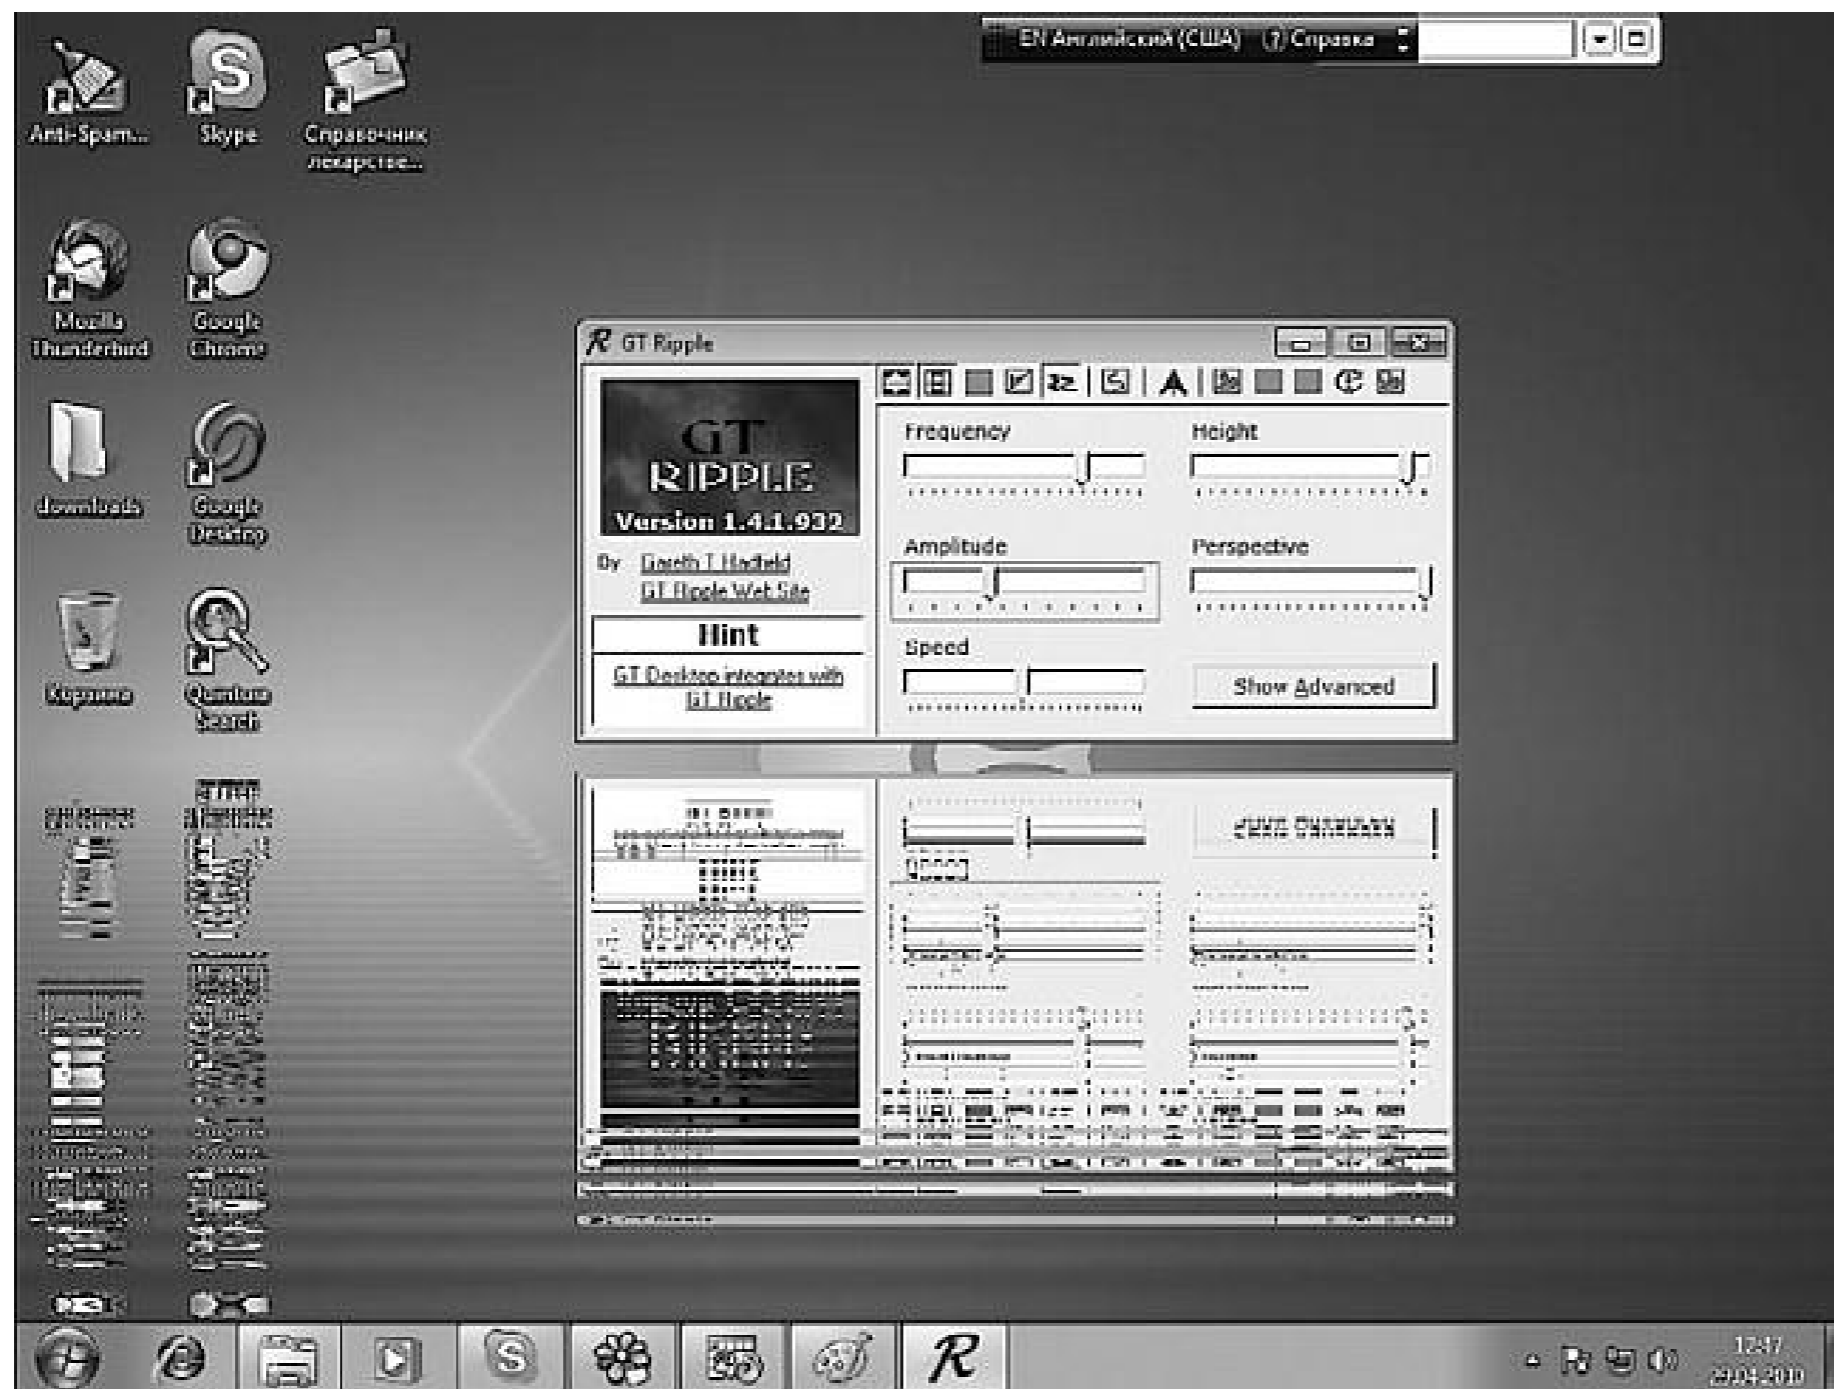 EN Английский (США) Справка
Anti-Spam...
Skype
Справочник
лекарстве...
Mozilla
Thunderbird
Google
Chrome
downloads
Google
Desktop
Корзина
Search
GT Ripple
GT
RIPPLE
Version 1.4.1.932
By Gareth T Hadfield
GT Ripple Web Site
Hint
GT Desktop integrates with
GT Ripple
Frequency
Height
Amplitude
Perspective
Speed
Show Advanced
12:47
29.04.2010